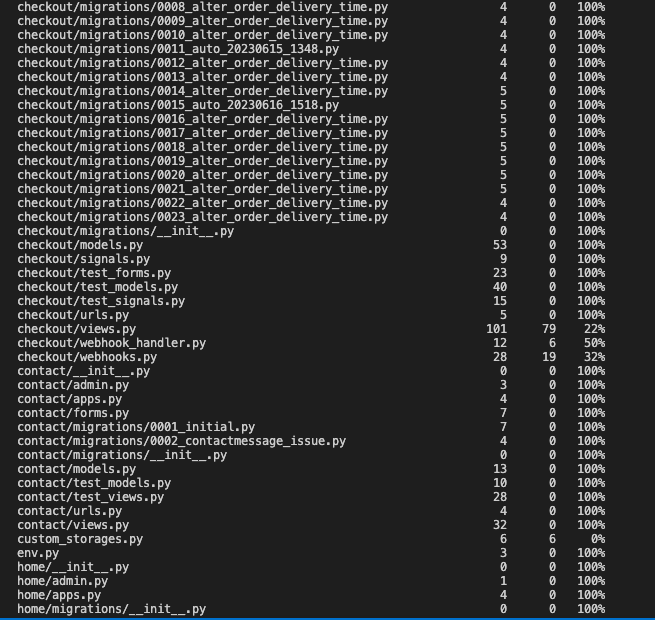 checkout/migrations/0008_alter_order_delivery_time.py 4 0 100%
checkout/migrations/0009_alter_order_delivery_time.py 4 0 100%
checkout/migrations/0010_alter_order_delivery_time.py 4 0 100%
checkout/migrations/0011_auto_20230615_1348.py 4 0 100%
checkout/migrations/0012_alter_order_delivery_time.py 4 0 100%
checkout/migrations/0013_alter_order_delivery_time.py 4 0 100%
checkout/migrations/0014_alter_order_delivery_time.py 5 0 100%
checkout/migrations/0015_auto_20230616_1518.py 5 0 100%
checkout/migrations/0016_alter_order_delivery_time.py 5 0 100%
checkout/migrations/0017_alter_order_delivery_time.py 5 0 100%
checkout/migrations/0018_alter_order_delivery_time.py 5 0 100%
checkout/migrations/0019_alter_order_delivery_time.py 5 0 100%
checkout/migrations/0020_alter_order_delivery_time.py 5 0 100%
checkout/migrations/0021_alter_order_delivery_time.py 5 0 100%
checkout/migrations/0022_alter_order_delivery_time.py 4 0 100%
checkout/migrations/0023_alter_order_delivery_time.py 4 0 100%
checkout/migrations/__init__.py 0 0 100%
checkout/models.py 53 0 100%
checkout/signals.py 9 0 100%
checkout/test_forms.py 23 0 100%
checkout/test_models.py 40 0 100%
checkout/test_signals.py 15 0 100%
checkout/urls.py 5 0 100%
checkout/views.py 101 79 22%
checkout/webhook_handler.py 12 6 50%
checkout/webhooks.py 28 19 32%
contact/__init__.py 0 0 100%
contact/admin.py 3 0 100%
contact/apps.py 4 0 100%
contact/forms.py 7 0 100%
contact/migrations/0001_initial.py 7 0 100%
contact/migrations/0002_contactmessage_issue.py 4 0 100%
contact/migrations/__init__.py 0 0 100%
contact/models.py 13 0 100%
contact/test_models.py 10 0 100%
contact/test_views.py 28 0 100%
contact/urls.py 4 0 100%
contact/views.py 32 0 100%
custom_storages.py 6 6 0%
env.py 3 0 100%
home/__init__.py 0 0 100%
home/admin.py 1 0 100%
home/apps.py 4 0 100%
home/migrations/__init__.py 0 0 100%